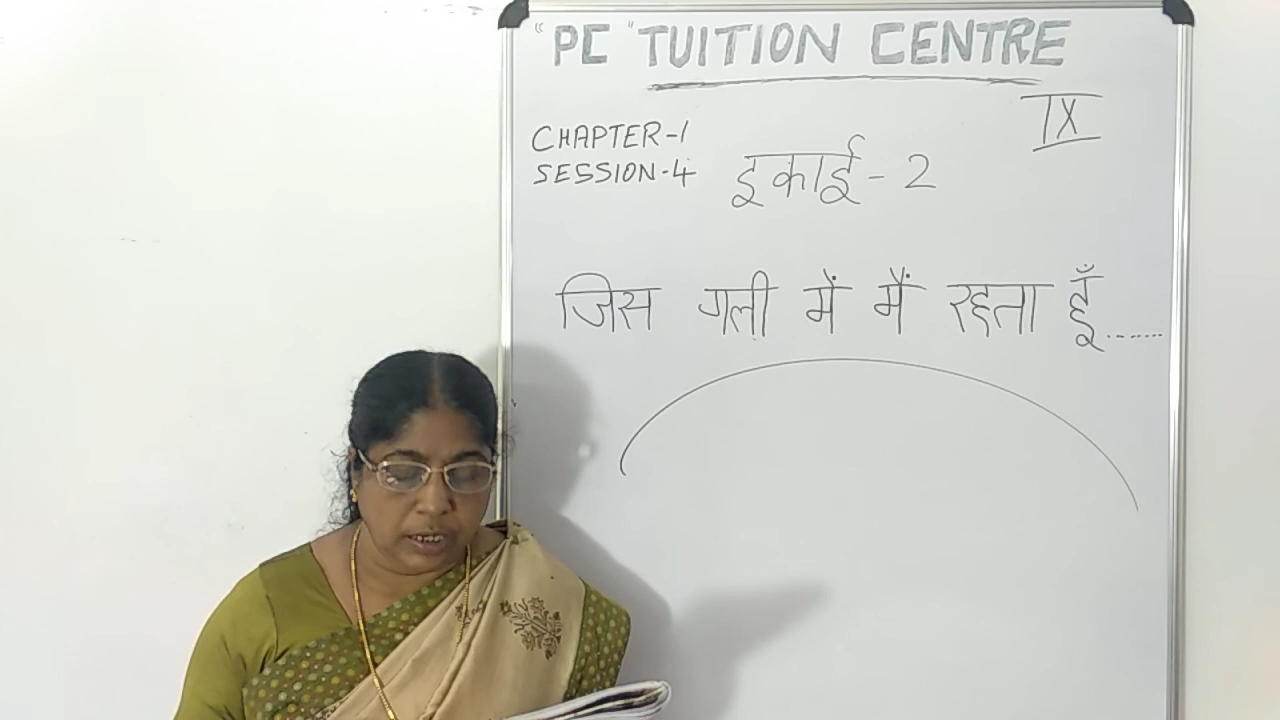 "PC" TUITION CENTRE
IX
CHAPTER-1
SESSION-4
इकाई - 2
जिस गली में मैं रहता हूँ.......